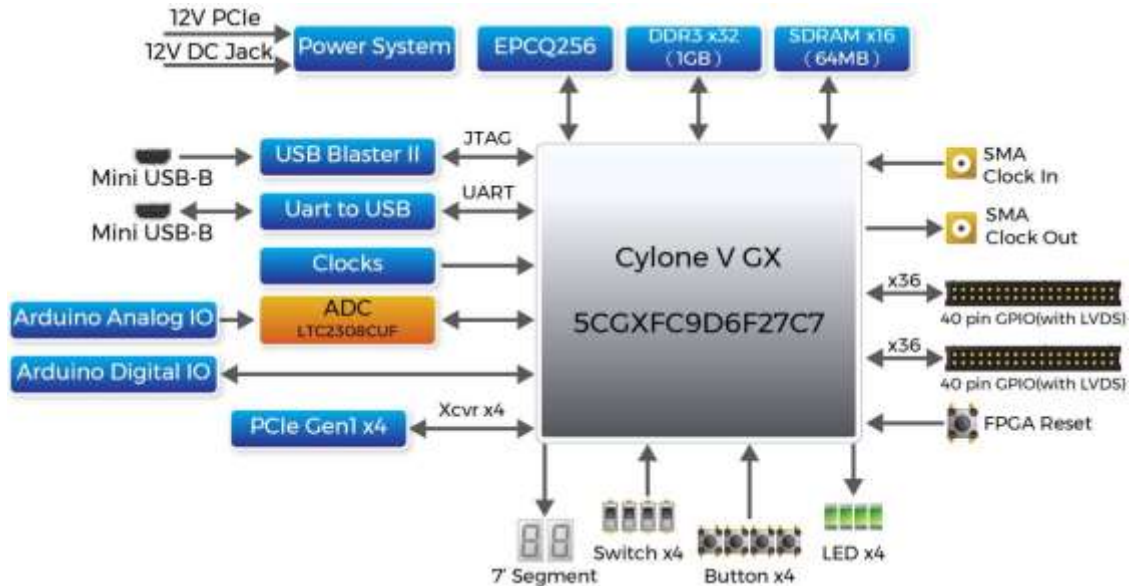 12V PCIe
12V DC Jack
Power System
EPCQ256
DDR3 x32
(1GB)
SDRAM x16
(64MB)
Mini USB-B
USB Blaster II
JTAG
Mini USB-B
Uart to USB
UART
Clocks
Arduino Analog IO
ADC
LTC2308CUF
Arduino Digital IO
PCIe Gen1 x4
Xcvr x4
Cylone V GX
5CGXFC9D6F27C7
SMA
Clock In
SMA
Clock Out
x36
40 pin GPIO(with LVDS)
x36
40 pin GPIO(with LVDS)
FPGA Reset
7' Segment
Switch x4
Button x4
LED x4